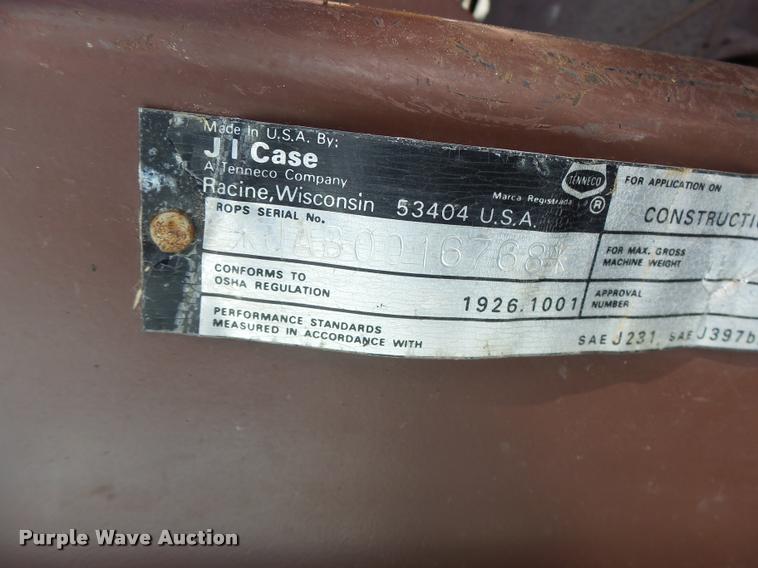 Made in U.S.A. By:
J I Case
A Tenneco Company
Racine, Wisconsin 53404 U.S.A.
Marca Registrada
TENNECO
®
ROPS SERIAL No.
*JAB0016768*
CONFORMS TO
OSHA REGULATION
1926.1001
PERFORMANCE STANDARDS
MEASURED IN ACCORDANCE WITH
SAE J231, SAE J397b
FOR APPLICATION ON
CONSTRUCTI
FOR MAX. GROSS
MACHINE WEIGHT
APPROVAL
NUMBER
Purple Wave Auction